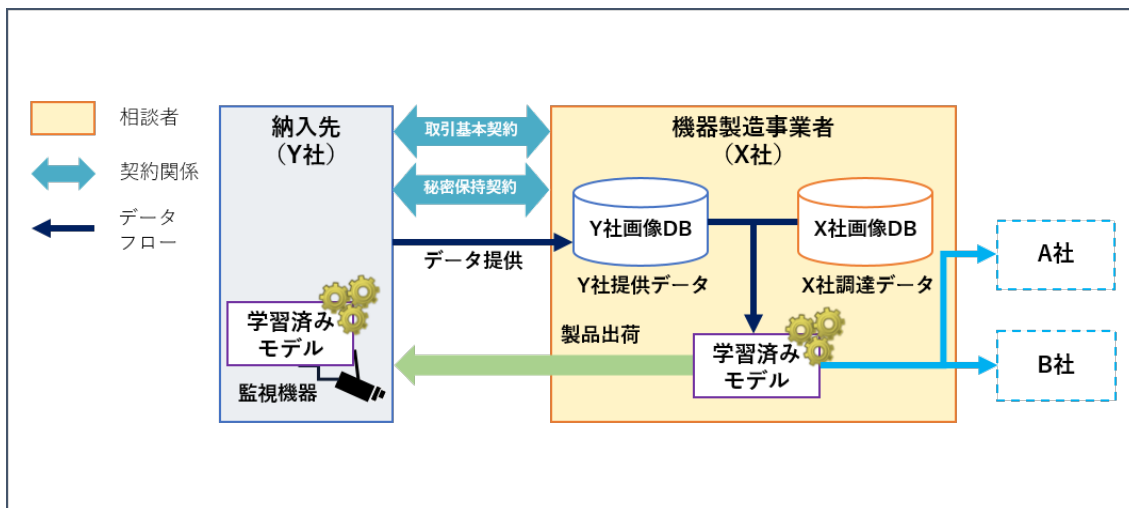 相談者
契約関係
データ
フロー
納入先
（Y社）
取引基本契約
秘密保持契約
データ提供
学習済み
モデル
監視機器
機器製造事業者
（X社）
Y社画像DB
X社画像DB
Y社提供データ
X社調達データ
製品出荷
学習済み
モデル
A社
B社